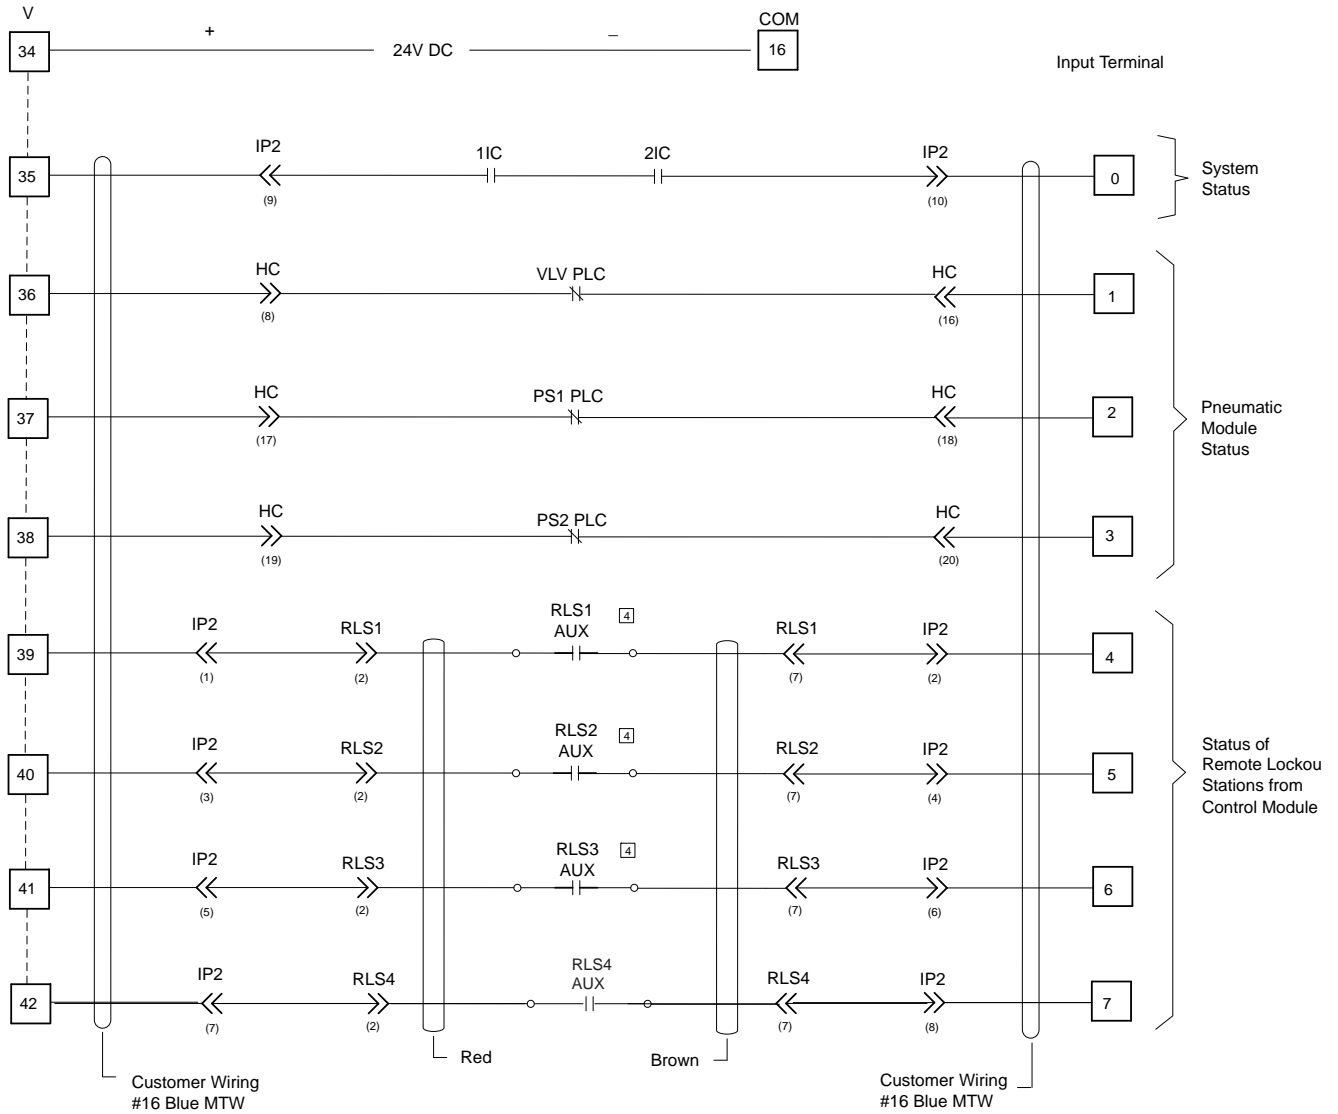 V
+
–
COM
34
24V DC
16
Input Terminal
IP2
1IC
2IC
IP2
35
(9)
(10)
0
System
Status
HC
VLV PLC
HC
36
(8)
(16)
1
HC
PS1 PLC
HC
37
(17)
(18)
2
Pneumatic
Module
Status
HC
PS2 PLC
HC
38
(19)
(20)
3
IP2
RLS1
RLS1
AUX
4
RLS1
IP2
39
(1)
(2)
(7)
(2)
4
IP2
RLS2
RLS2
AUX
4
RLS2
IP2
40
(3)
(2)
(7)
(4)
5
Status of
Remote Lockou
Stations from
Control Module
IP2
RLS3
RLS3
AUX
4
RLS3
IP2
41
(5)
(2)
(7)
(6)
6
IP2
RLS4
RLS4
AUX
RLS4
IP2
42
(7)
(2)
(7)
(8)
7
Red
Brown
Customer Wiring
#16 Blue MTW
Customer Wiring
#16 Blue MTW